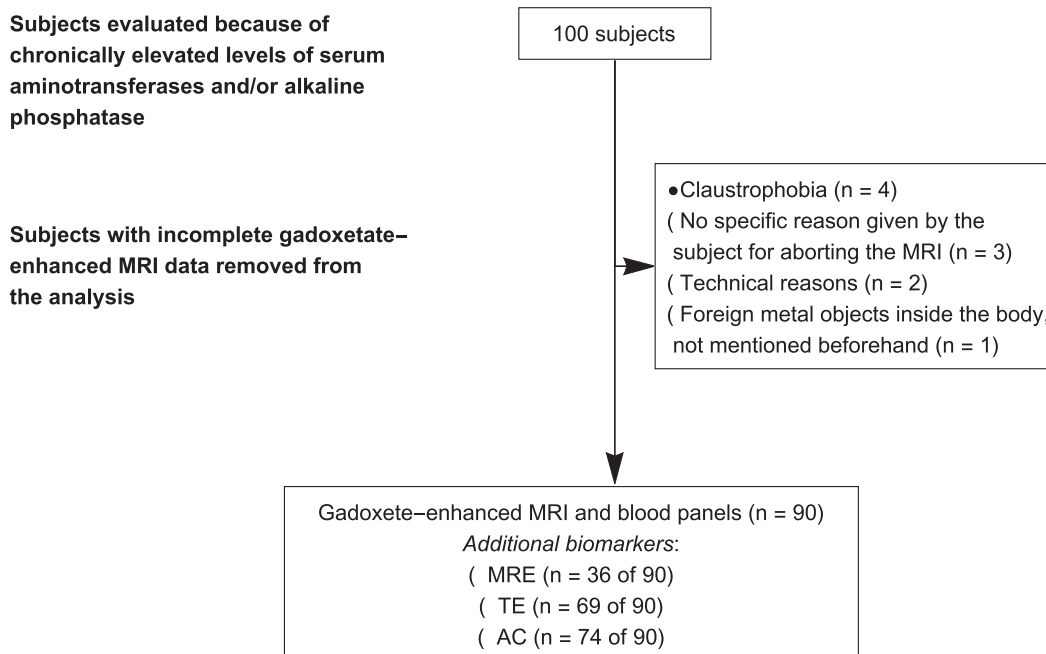 Subjects evaluated because of
chronically elevated levels of serum
aminotransferases and/or alkaline
phosphatase
100 subjects
Subjects with incomplete gadoxetate–
enhanced MRI data removed from
the analysis
●Claustrophobia (n = 4)
( No specific reason given by the
subject for aborting the MRI (n = 3)
( Technical reasons (n = 2)
( Foreign metal objects inside the body,
not mentioned beforehand (n = 1)
Gadoxete–enhanced MRI and blood panels (n = 90)
Additional biomarkers:
( MRE (n = 36 of 90)
( TE (n = 69 of 90)
( AC (n = 74 of 90)